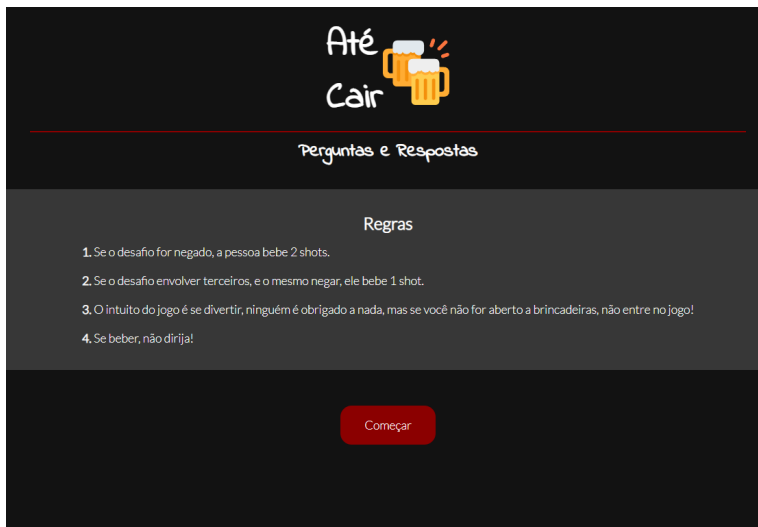 Até
Cair
Perguntas e Respostas
Regras
1. Se o desafio for negado, a pessoa bebe 2 shots.
2. Se o desafio envolver terceiros, e o mesmo negar, ele bebe 1 shot.
3. O intuito do jogo é se divertir, ninguém é obrigado a nada, mas se você não for aberto a brincadeiras, não entre no jogo!
4. Se beber, não dirija!
Começar